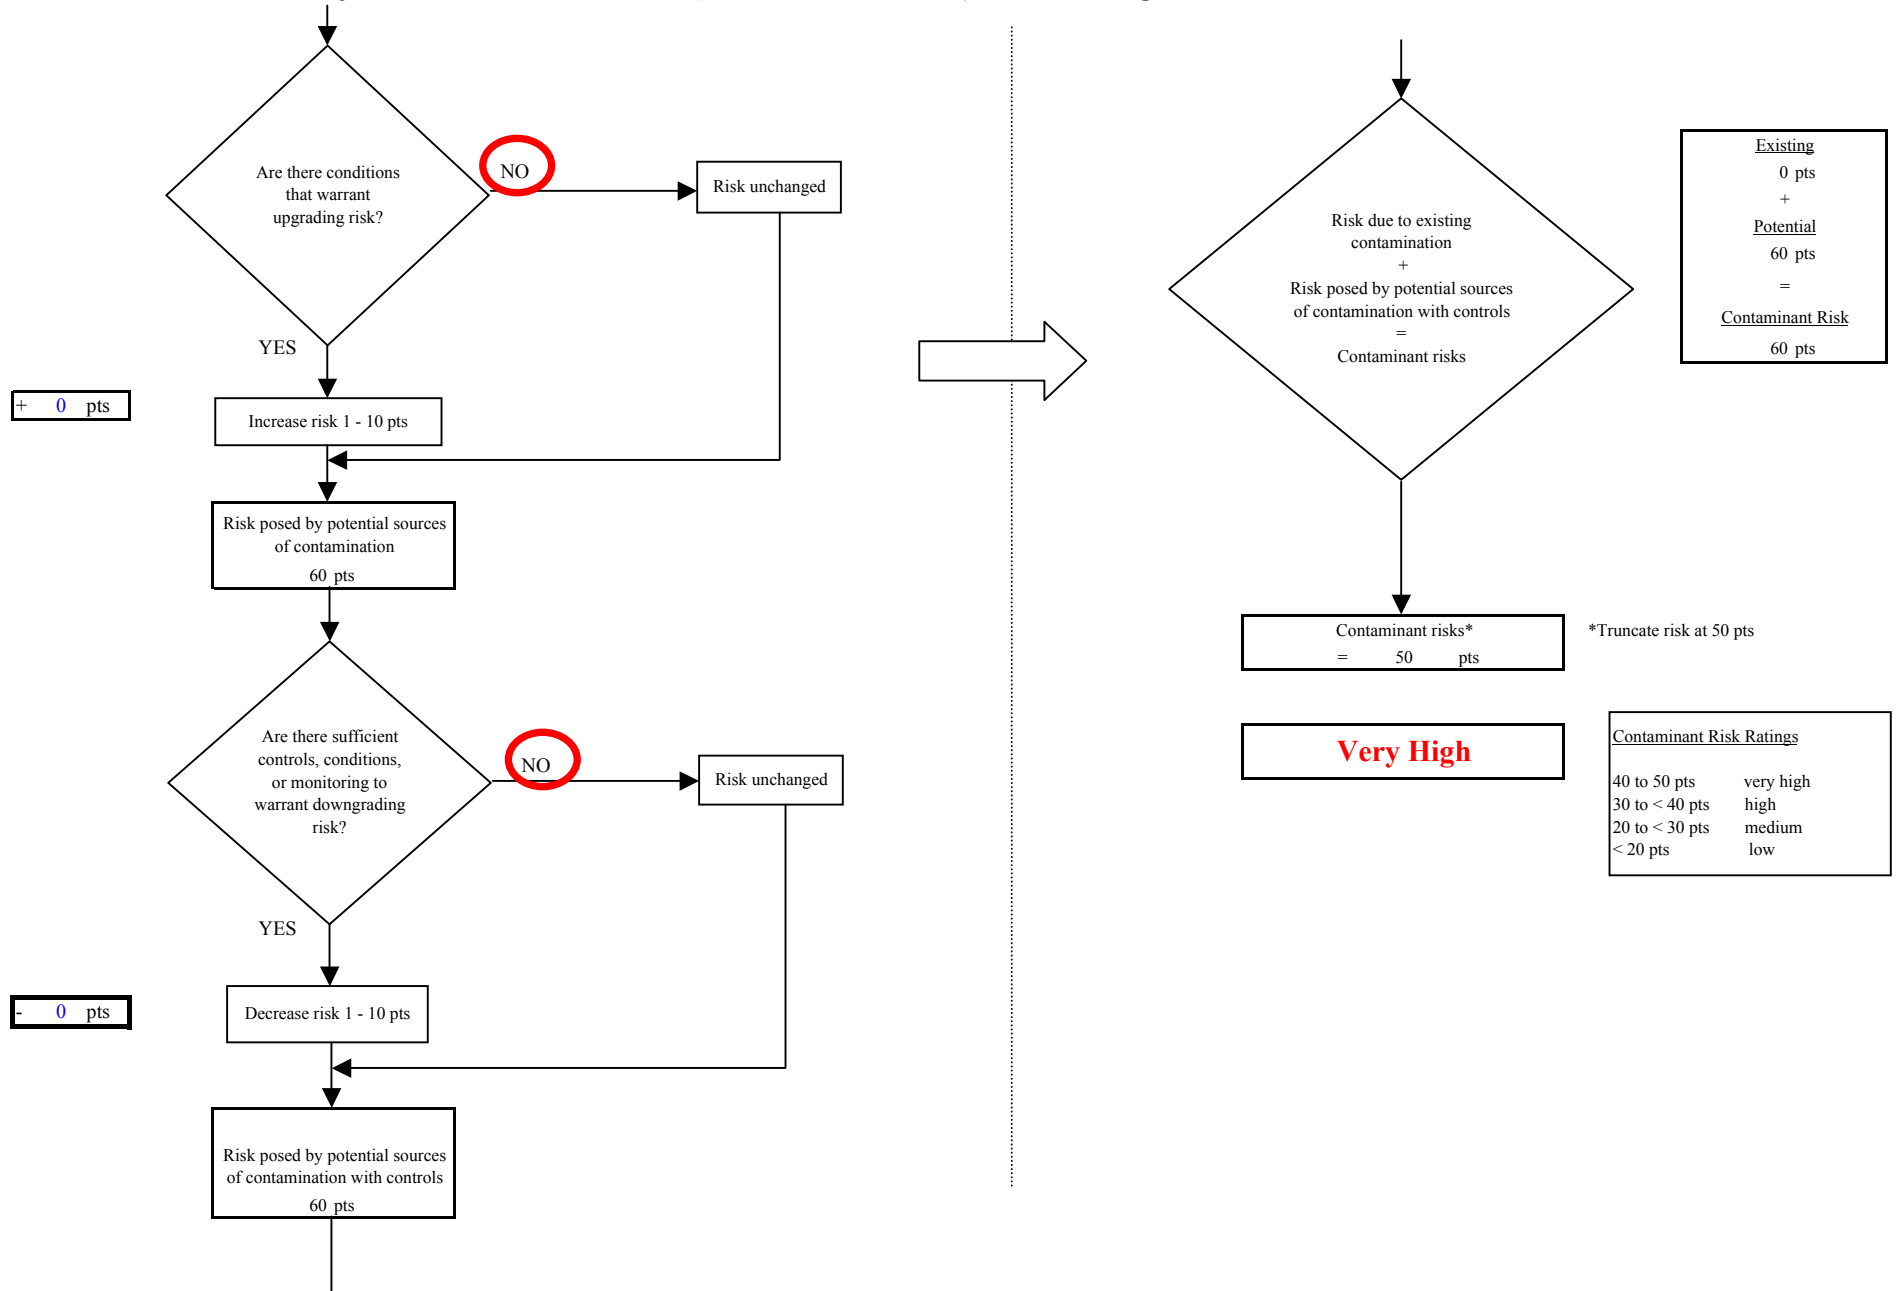 Are there conditions
that warrant
upgrading risk?
NO
Risk unchanged
YES
+ 0 pts
Increase risk 1 - 10 pts
Risk posed by potential sources
of contamination
60 pts
Are there sufficient
controls, conditions,
or monitoring to
warrant downgrading
risk?
NO
Risk unchanged
YES
- 0 pts
Decrease risk 1 - 10 pts
Risk posed by potential sources
of contamination with controls
60 pts
Risk due to existing
contamination
+
Risk posed by potential sources
of contamination with controls
=
Contaminant risks
Existing
0 pts
+
Potential
60 pts
=
Contaminant Risk
60 pts
Contaminant risks*
= 50 pts
*Truncate risk at 50 pts
Very High
Contaminant Risk Ratings
40 to 50 pts very high
30 to < 40 pts high
20 to < 30 pts medium
< 20 pts low